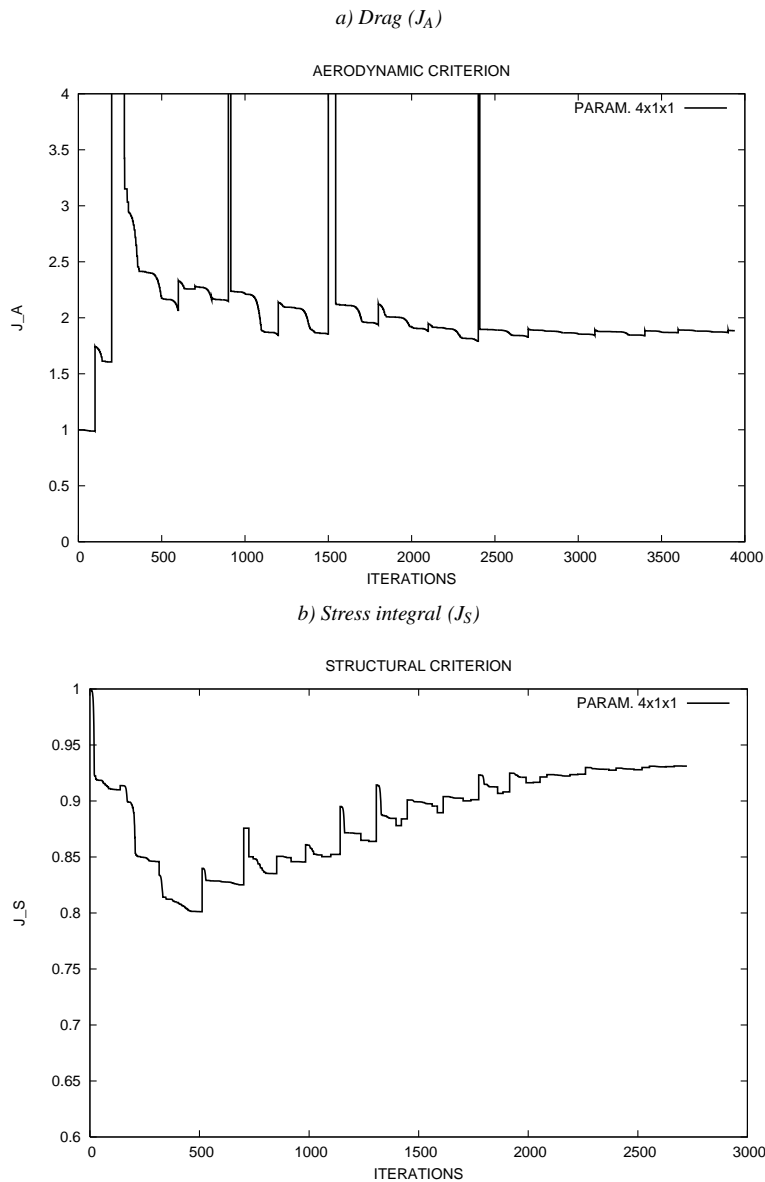 a) Drag (J_A)
AERODYNAMIC CRITERION
4
PARAM. 4x1x1
3.5
3
2.5
J_A
2
1.5
1
0.5
0
0 500 1000 1500 2000 2500 3000 3500 4000
ITERATIONS
b) Stress integral (J_S)
STRUCTURAL CRITERION
1
PARAM. 4x1x1
0.95
0.9
0.85
J_S
0.8
0.75
0.7
0.65
0.6
0 500 1000 1500 2000 2500 3000
ITERATIONS